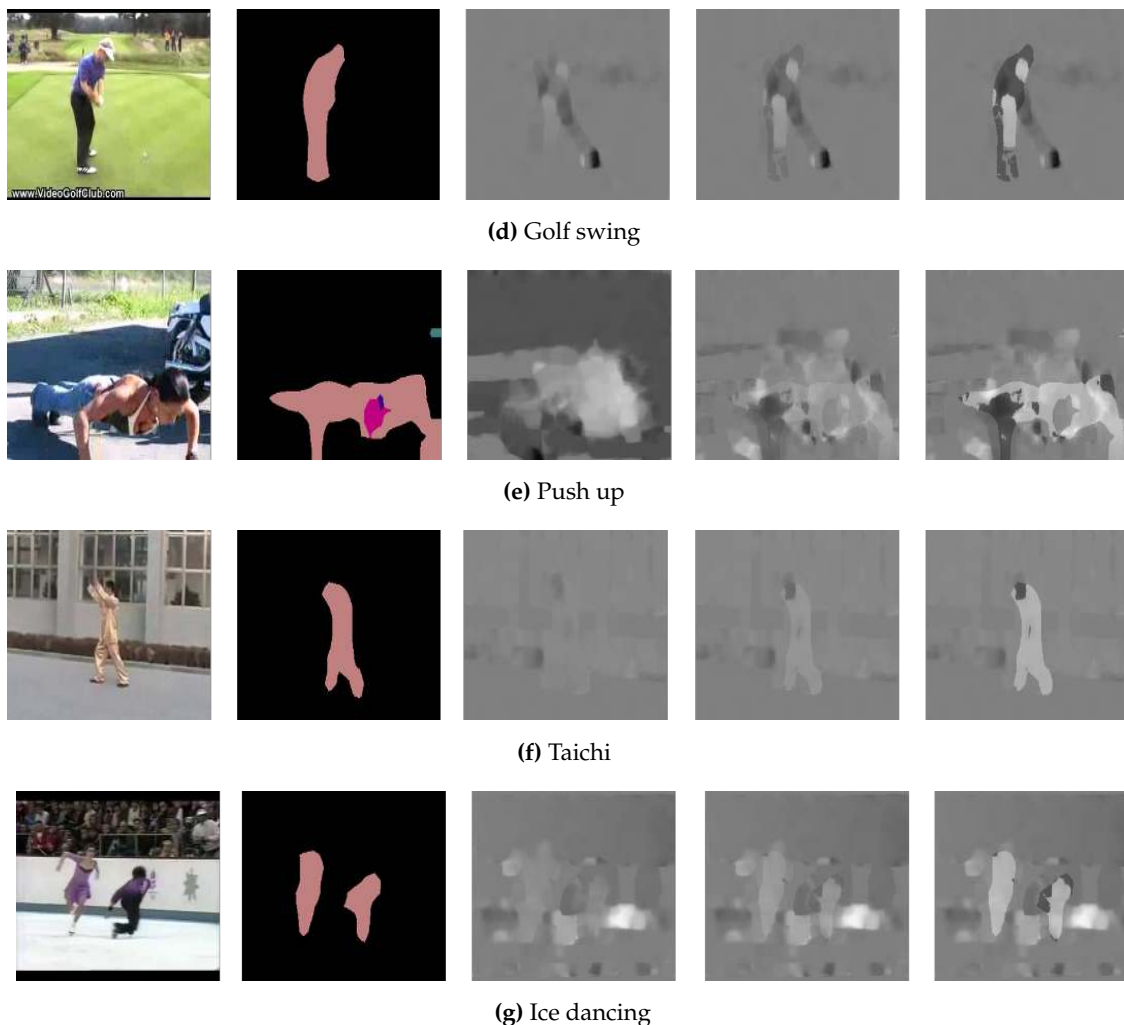 www.VideoGolfClub.com
(d) Golf swing
(e) Push up
(f) Taichi
(g) Ice dancing